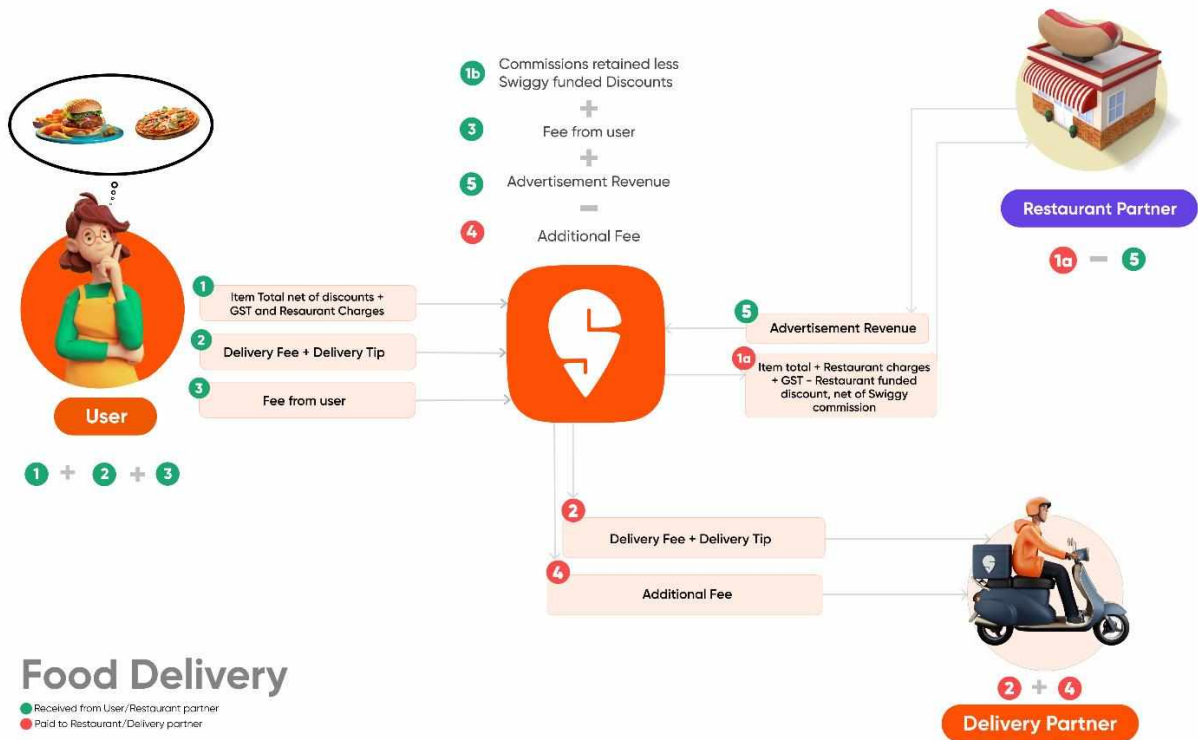 1b Commissions retained less
Swiggy funded Discounts
+
3 Fee from user
+
5 Advertisement Revenue
−
4 Additional Fee
Restaurant Partner
1a − 5
1 Item Total net of discounts +
GST and Resaurant Charges
2 Delivery Fee + Delivery Tip
3 Fee from user
User
1 + 2 + 3
5 Advertisement Revenue
1a Item total + Restaurant charges
+ GST - Restaurant funded
discount, net of Swiggy
commission
2 Delivery Fee + Delivery Tip
4 Additional Fee
2 + 4
Delivery Partner
Food Delivery
Received from User/Restaurant partner
Paid to Restaurant/Delivery partner